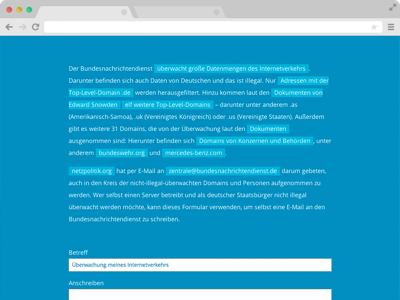 Der Bundesnachrichtendienst überwacht große Datenmengen des Internetverkehrs.
Darunter befinden sich auch Daten von Deutschen und das ist illegal. Nur Adressen mit der
Top-Level-Domain .de werden herausgefiltert. Hinzu kommen laut den Dokumenten von
Edward Snowden elf weitere Top-Level-Domains – darunter unter anderem .as
(Amerikanisch-Samoa), .uk (Vereinigtes Königreich) oder .us (Vereinigte Staaten). Außerdem
gibt es weitere 31 Domains, die von der Überwachung laut den Dokumenten
ausgenommen sind: Hierunter befinden sich Domains von Konzernen und Behörden, unter
anderem bundeswehr.org und mercedes-benz.com.
netzpolitik.org hat per E-Mail an zentrale@bundesnachrichtendienst.de darum gebeten,
auch in den Kreis der nicht-illegal-überwachten Domains und Personen aufgenommen zu
werden. Wer selbst einen Server betreibt und als deutscher Staatsbürger nicht illegal
überwacht werden möchte, kann dieses Formular verwenden, um selbst eine E-Mail an den
Bundesnachrichtendienst zu schreiben.
Betreff
Überwachung meines Internetverkehrs
Anschreiben